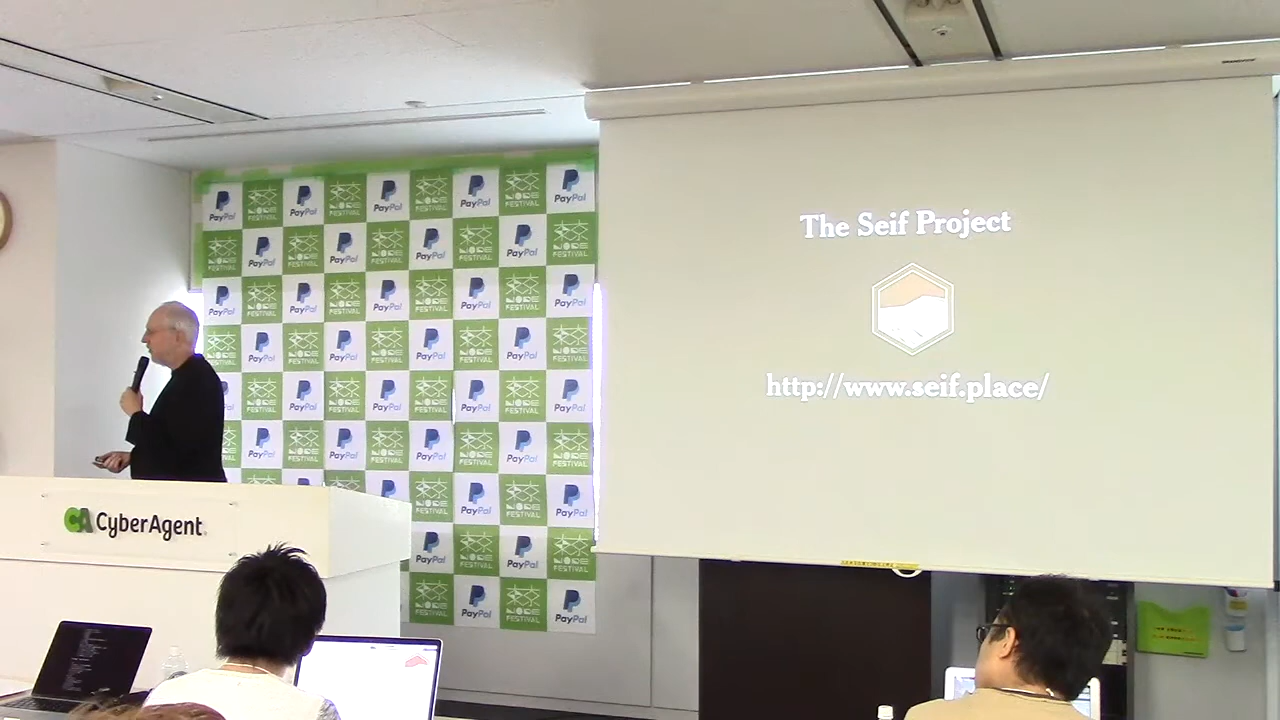 The Seif Project
http://www.seif.place/
CyberAgent.
PayPal
NODE
FESTIVAL